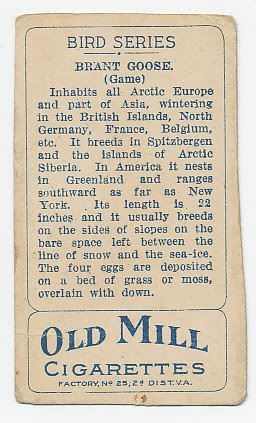 BIRD SERIES
BRANT GOOSE.
(Game)
Inhabits all Arctic Europe
and part of Asia, wintering
in the British Islands, North
Germany, France, Belgium,
etc. It breeds in Spitzbergen
and the islands of Arctic
Siberia. In America it nests
in Greenland and ranges
southward as far as New
York. Its length is 22
inches and it usually breeds
on the sides of slopes on the
bare space left between the
line of snow and the sea-ice.
The four eggs are deposited
on a bed of grass or moss,
overlain with down.
OLD MILL
CIGARETTES
FACTORY, No 25, 2d DIST. VA.